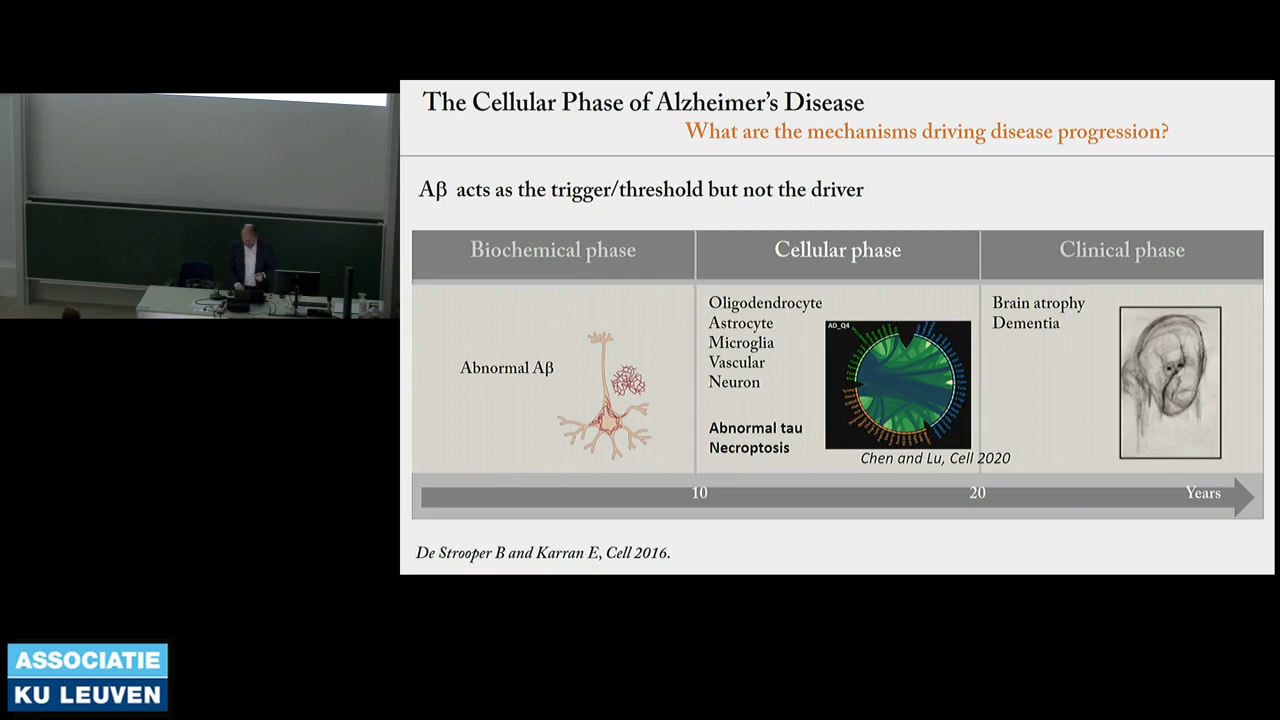 The Cellular Phase of Alzheimer's Disease
What are the mechanisms driving disease progression?
Aβ acts as the trigger/threshold but not the driver
Biochemical phase
Cellular phase
Clinical phase
Abnormal Aβ
Oligodendrocyte
Astrocyte
Microglia
Vascular
Neuron
Abnormal tau
Necroptosis
AD_Q4
Chen and Lu, Cell 2020
Brain atrophy
Dementia
10
20
Years
De Strooper B and Karran E, Cell 2016.
ASSOCIATIE
KU LEUVEN